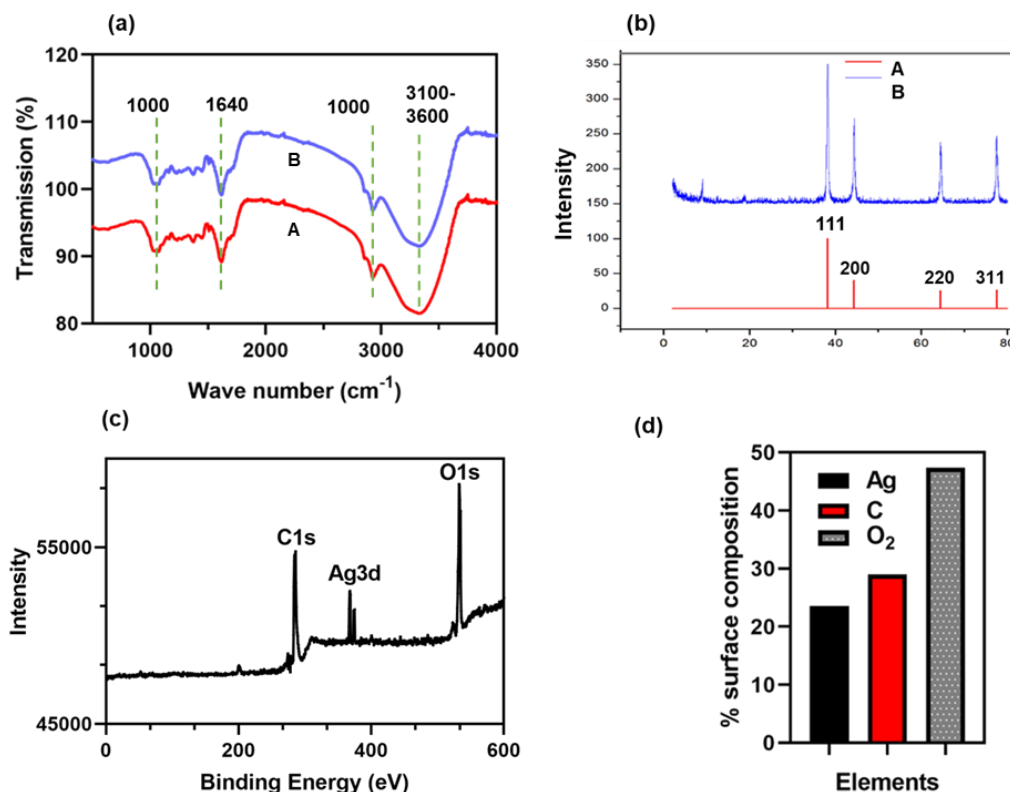 (a)
120
110
100
90
80
Transmission (%)
1000
1640
1000
3100-
3600
B
A
1000
2000
3000
4000
Wave number (cm-1)
(b)
350
300
250
200
150
100
50
0
Intensity
A
B
111
200
220
311
0
20
40
60
80
(c)
55000
45000
Intensity
C1s
Ag3d
O1s
0
200
400
600
Binding Energy (eV)
(d)
50
40
30
20
10
0
% surface composition
Ag
C
O2
Elements